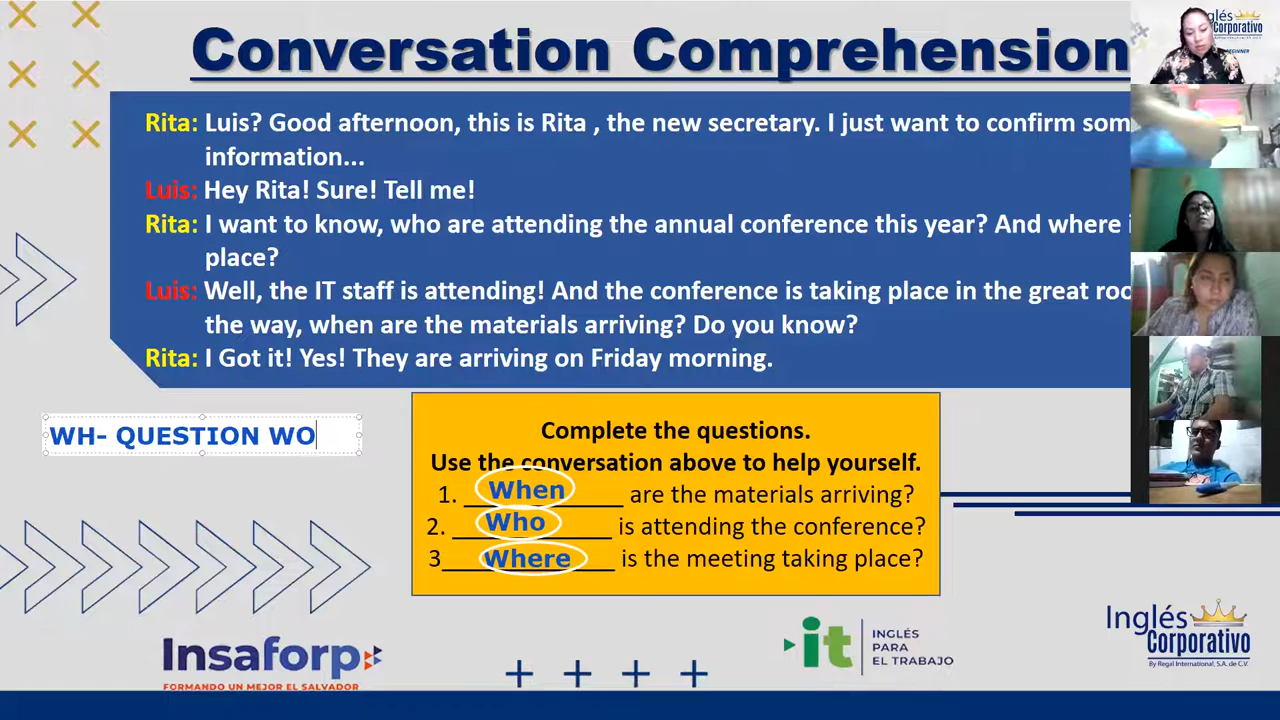 Conversation Comprehension
Rita: Luis? Good afternoon, this is Rita , the new secretary. I just want to confirm som
information...
Luis: Hey Rita! Sure! Tell me!
Rita: I want to know, who are attending the annual conference this year? And where i
place?
Luis: Well, the IT staff is attending! And the conference is taking place in the great roo
the way, when are the materials arriving? Do you know?
Rita: I Got it! Yes! They are arriving on Friday morning.
WH- QUESTION WO
Complete the questions.
Use the conversation above to help yourself.
1. When are the materials arriving?
2. Who is attending the conference?
3 Where is the meeting taking place?
Insaforp
FORMANDO UN MEJOR EL SALVADOR
it
INGLÉS
PARA
EL TRABAJO
Inglés
Corporativo
By Regal International, S.A. de C.V.
glés
Corporativo